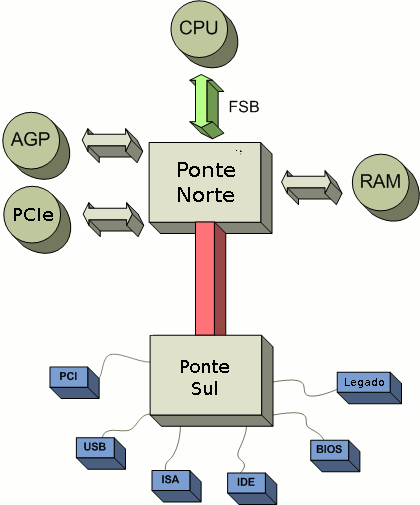 CPU
FSB
AGP
Ponte
Norte
RAM
PCIe
Ponte
Sul
PCI
Legado
USB
BIOS
ISA
IDE